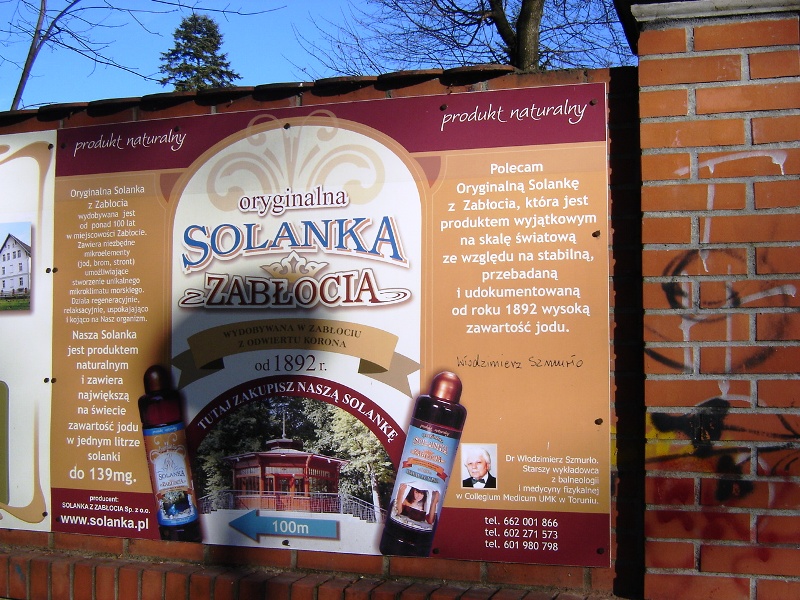 produkt naturalny
Oryginalna Solanka
z Zabłocia
wydobywana jest
od ponad 100 lat
w miejscowości Zabłocie.
Zawiera niezbędne
mikroelementy
(jod, brom, stront)
umożliwiające
stworzenie unikalnego
mikroklimatu morskiego.
Działa regeneracyjnie,
relaksacyjnie, uspokajająco
i kojąco na Nasz organizm.
Nasza Solanka
jest produktem
naturalnym
i zawiera
największą
na świecie
zawartość jodu
w jednym litrze
solanki
do 139mg.
producent:
SOLANKA Z ZABŁOCIA Sp. z o.o.
www.solanka.pl
oryginalna
SOLANKA
ZABŁOCIA
WYDOBYWANA W ZABŁOCIU
Z ODWIERTU KORONA
od 1892 r.
TUTAJ ZAKUPISZ NASZĄ SOLANKĘ
100m
SOLANKA
ZABŁOCIA
SOLANKA
produkt naturalny
Polecam
Oryginalną Solankę
z Zabłocia, która jest
produktem wyjątkowym
na skalę światową
ze względu na stabilną,
przebadaną
i udokumentowaną
od roku 1892 wysoką
zawartość jodu.
Włodzimierz Szmurło
Dr Włodzimierz Szmurło.
Starszy wykładowca
z balneologii
i medycyny fizykalnej
w Collegium Medicum UMK w Toruniu.
tel. 662 001 866
tel. 602 271 573
tel. 601 980 798